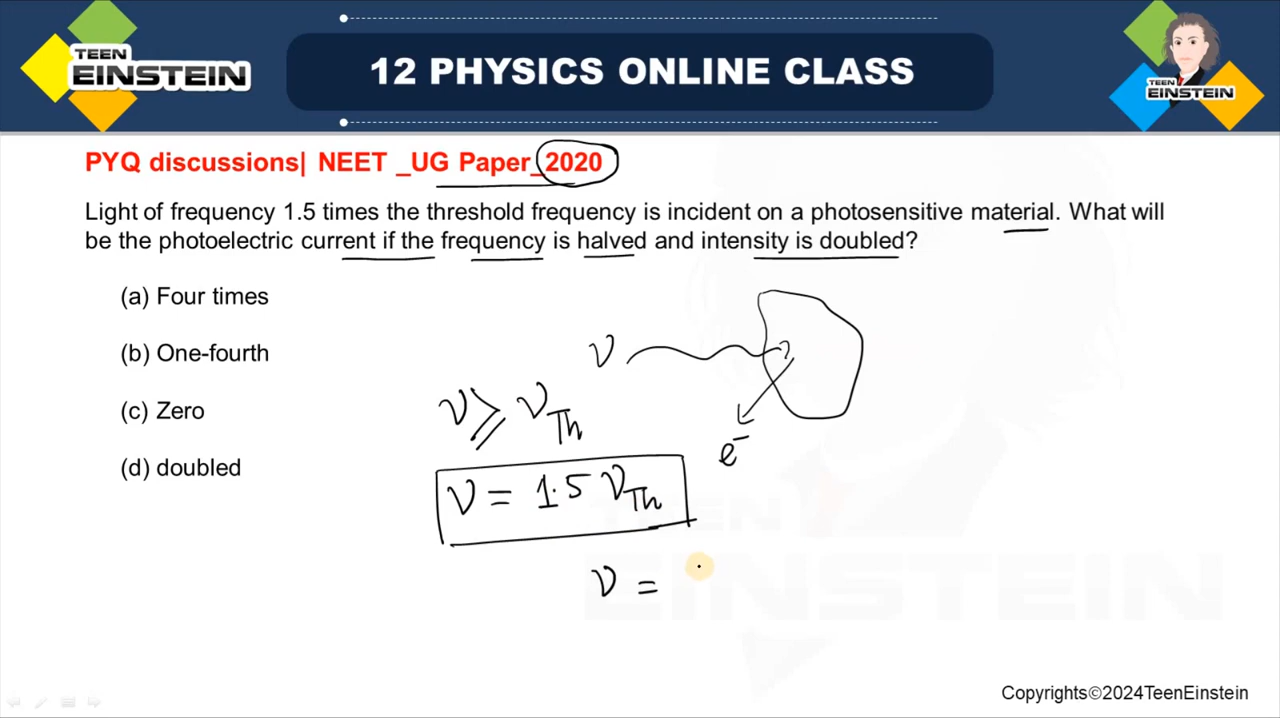 TEEN
EINSTEIN
12 PHYSICS ONLINE CLASS
TEEN
EINSTEIN
PYQ discussions| NEET _UG Paper_2020
Light of frequency 1.5 times the threshold frequency is incident on a photosensitive material. What will
be the photoelectric current if the frequency is halved and intensity is doubled?
(a) Four times
(b) One-fourth
(c) Zero
(d) doubled
ν
ν ≥ ν_Th
e⁻
ν = 1.5 ν_Th
ν =
TEEN
EINSTEIN
Copyrights©2024TeenEinstein